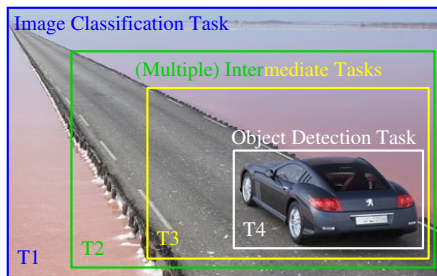 Image Classification Task
(Multiple) Intermediate Tasks
Object Detection Task
T1
T2
T3
T4